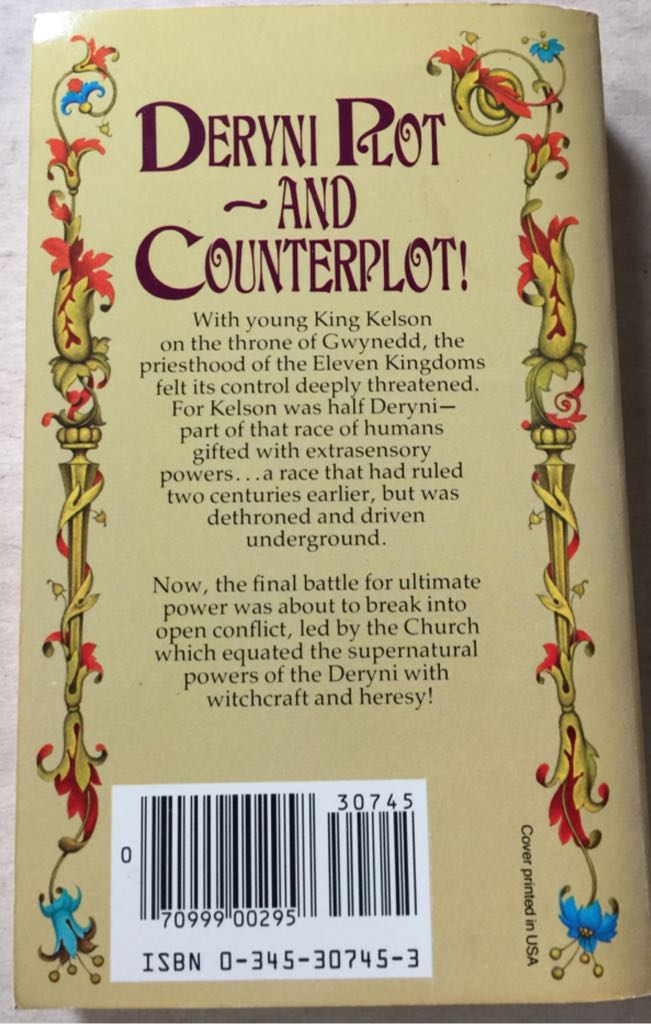 DERYNI PLOT
~AND
COUNTERPLOT!
With young King Kelson
on the throne of Gwynedd, the
priesthood of the Eleven Kingdoms
felt its control deeply threatened.
For Kelson was half Deryni—
part of that race of humans
gifted with extrasensory
powers...a race that had ruled
two centuries earlier, but was
dethroned and driven
underground.
Now, the final battle for ultimate
power was about to break into
open conflict, led by the Church
which equated the supernatural
powers of the Deryni with
witchcraft and heresy!
30745
0
70999 00295
ISBN 0-345-30745-3
Cover printed in USA